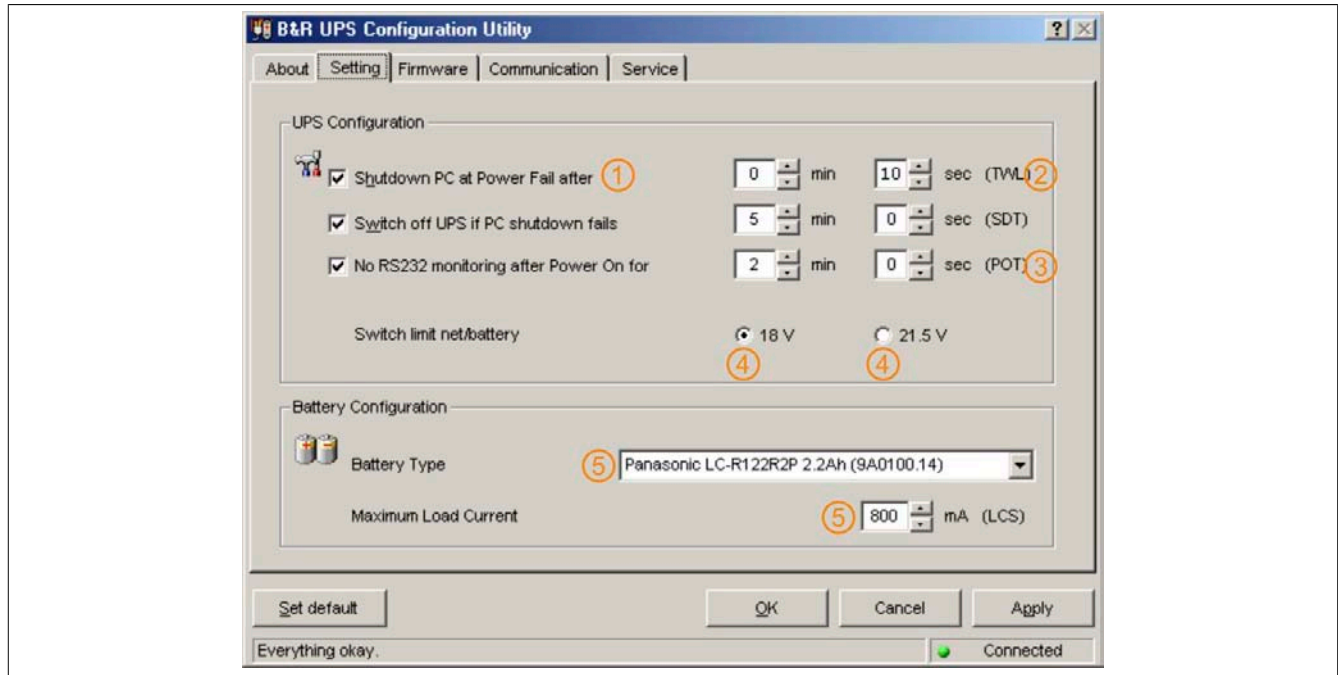 B&R UPS Configuration Utility
About Setting Firmware Communication Service
UPS Configuration
Shutdown PC at Power Fail after ① 0 min 10 sec (TWL) ②
Switch off UPS if PC shutdown fails 5 min 0 sec (SDT)
No RS232 monitoring after Power On for 2 min 0 sec (POT) ③
Switch limit net/battery 18 V 21.5 V
④ ④
Battery Configuration
Battery Type ⑤ Panasonic LC-R122R2P 2.2Ah (9A0100.14)
Maximum Load Current ⑤ 800 mA (LCS)
Set default OK Cancel Apply
Everything okay. Connected